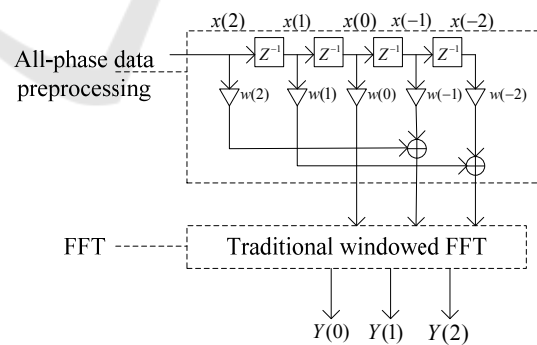 x(2) x(1) x(0) x(−1) x(−2)
Z⁻¹ Z⁻¹ Z⁻¹ Z⁻¹
All-phase data
preprocessing
w(2) w(1) w(0) w(−1) w(−2)
FFT Traditional windowed FFT
Y(0) Y(1) Y(2)